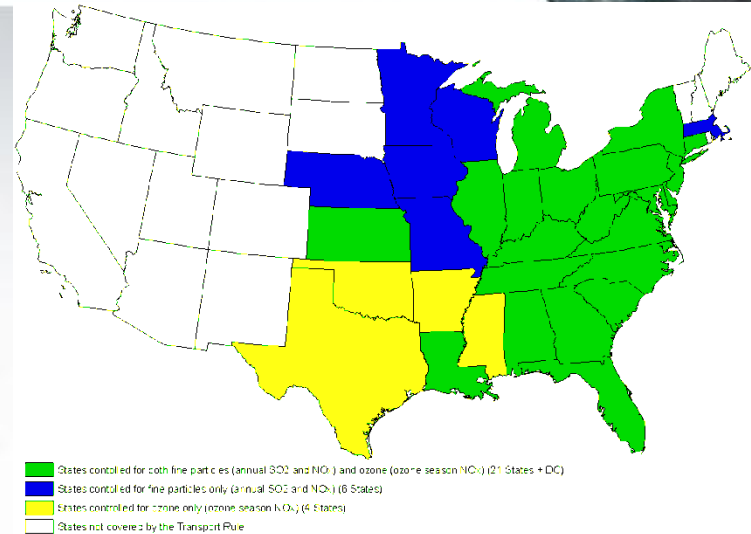 States controlled for both fine particles (annual SO2 and NOx) and ozone (ozone season NOx) (21 States + DC)
States controlled for fine particles only (annual SO2 and NOx) (6 States)
States controlled for ozone only (ozone season NOx) (4 States)
States not covered by the Transport Rule